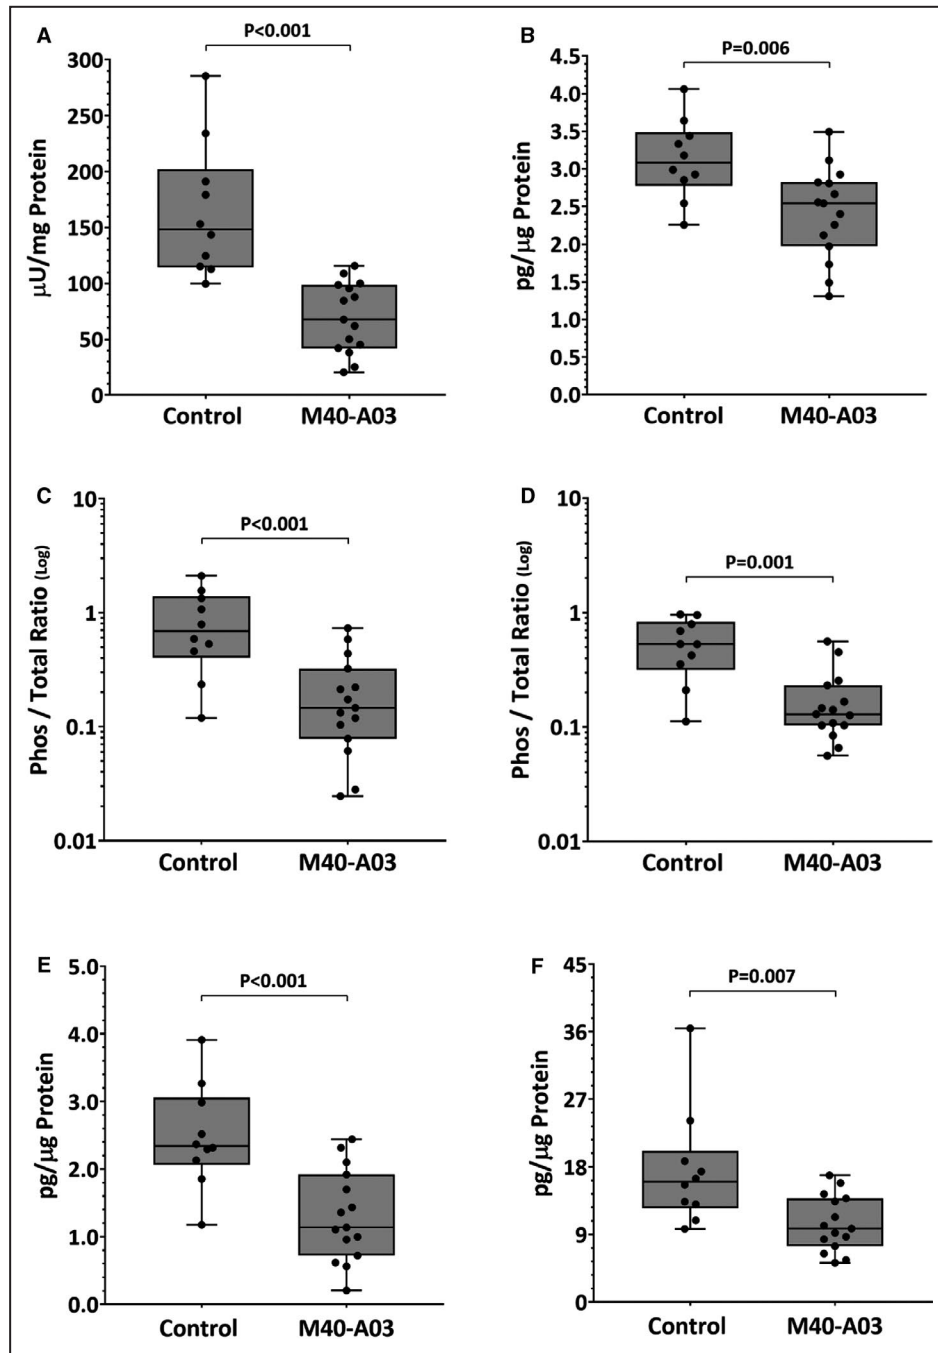 A
P<0.001
300
250
200
150
100
50
0
μU/mg Protein
Control M40-A03
B
P=0.006
4.5
4.0
3.5
3.0
2.5
2.0
1.5
1.0
0.5
0.0
pg/μg Protein
Control M40-A03
C
P<0.001
10
1
0.1
0.01
Phos / Total Ratio (Log)
Control M40-A03
D
P=0.001
10
1
0.1
0.01
Phos / Total Ratio (Log)
Control M40-A03
E
P<0.001
5.0
4.0
3.0
2.0
1.0
0.0
pg/μg Protein
Control M40-A03
F
P=0.007
45
36
27
18
9
0
pg/μg Protein
Control M40-A03